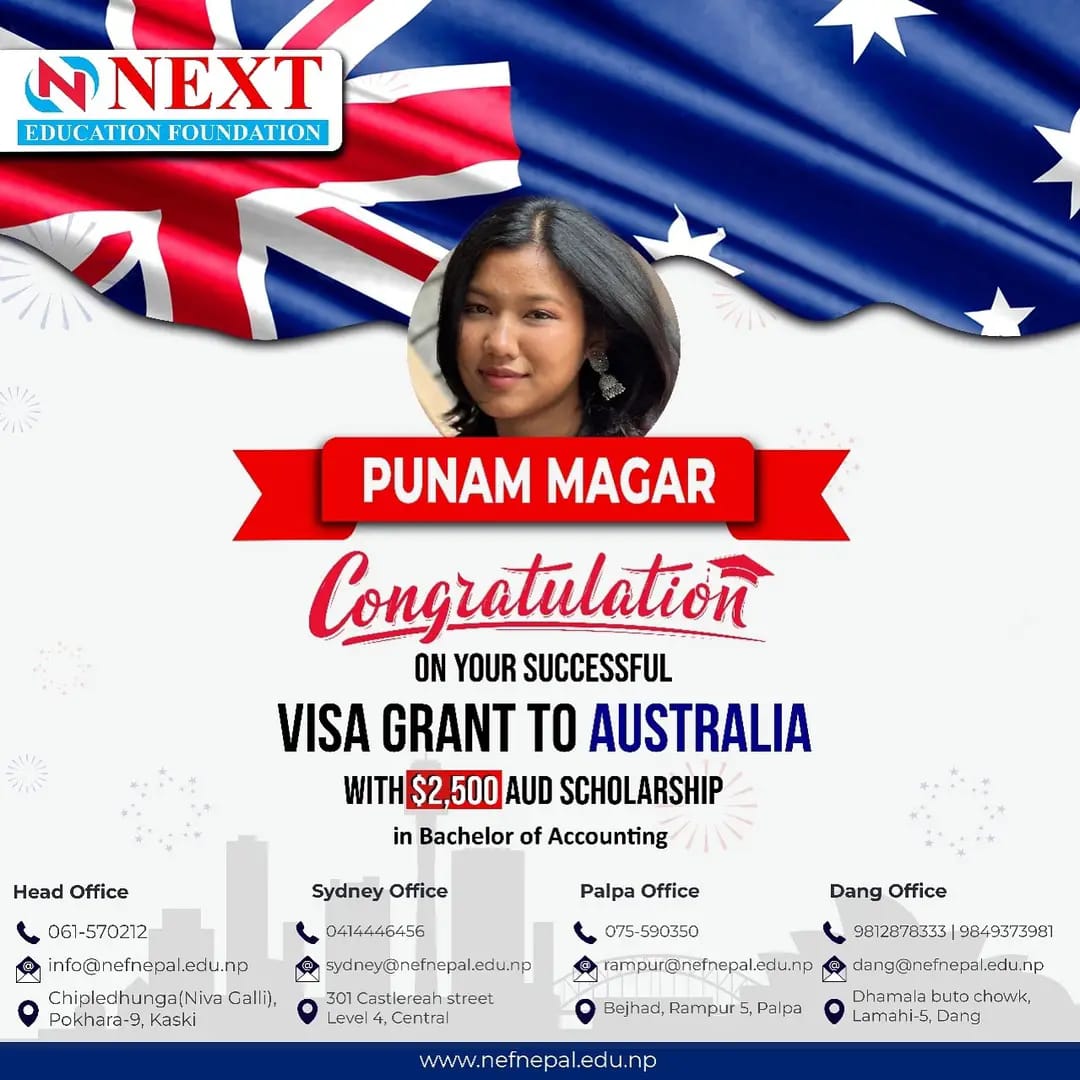 NEXT
EDUCATION FOUNDATION
PUNAM MAGAR
Congratulation
ON YOUR SUCCESSFUL
VISA GRANT TO AUSTRALIA
WITH $2,500 AUD SCHOLARSHIP
in Bachelor of Accounting
Head Office
061-570212
info@nefnepal.edu.np
Chipledhunga(Niva Galli),
Pokhara-9, Kaski
Sydney Office
0414446456
sydney@nefnepal.edu.np
301 Castlereah street
Level 4, Central
Palpa Office
075-590350
rampur@nefnepal.edu.np
Bejhad, Rampur 5, Palpa
Dang Office
9812878333 | 9849373981
dang@nefnepal.edu.np
Dhamala buto chowk,
Lamahi-5, Dang
www.nefnepal.edu.np